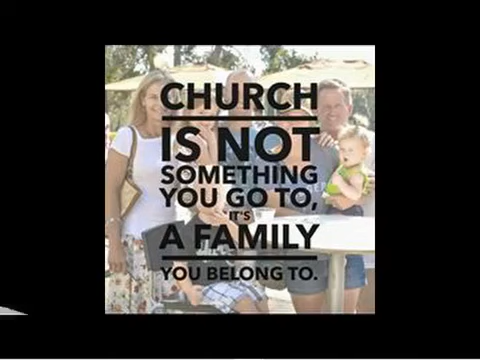 CHURCH
IS NOT
SOMETHING
YOU GO TO,
IT'S
A FAMILY
YOU BELONG TO.